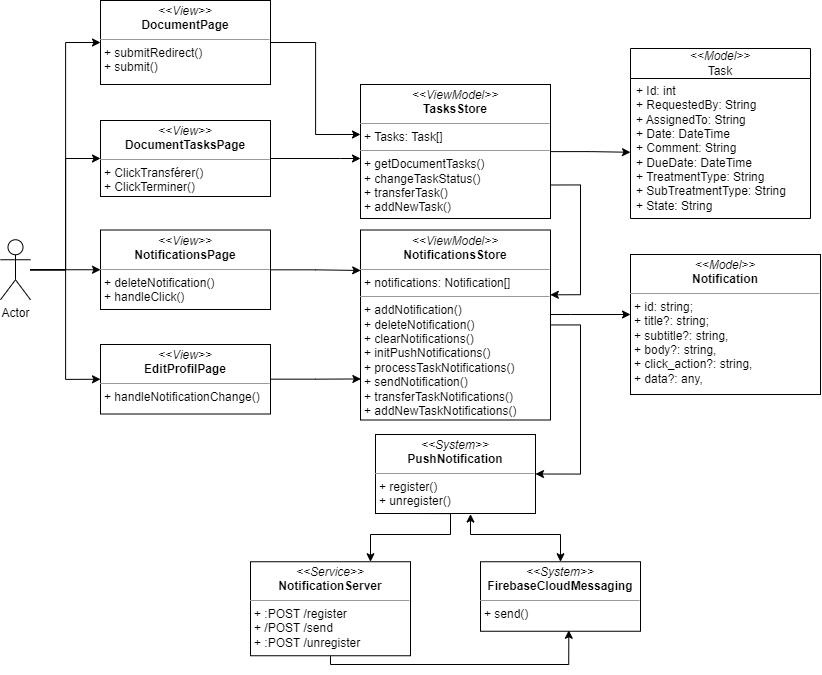 <<View>>
DocumentPage
+ submitRedirect()
+ submit()
<<View>>
DocumentTasksPage
+ ClickTransférer()
+ ClickTerminer()
<<View>>
NotificationsPage
+ deleteNotification()
+ handleClick()
<<View>>
EditProfilPage
+ handleNotificationChange()
Actor
<<ViewModel>>
TasksStore
+ Tasks: Task[]
+ getDocumentTasks()
+ changeTaskStatus()
+ transferTask()
+ addNewTask()
<<ViewModel>>
NotificationsStore
+ notifications: Notification[]
+ addNotification()
+ deleteNotification()
+ clearNotifications()
+ initPushNotifications()
+ processTaskNotifications()
+ sendNotification()
+ transferTaskNotifications()
+ addNewTaskNotifications()
<<Model>>
Task
+ Id: int
+ RequestedBy: String
+ AssignedTo: String
+ Date: DateTime
+ Comment: String
+ DueDate: DateTime
+ TreatmentType: String
+ SubTreatmentType: String
+ State: String
<<Model>>
Notification
+ id: string;
+ title?: string;
+ subtitle?: string,
+ body?: string,
+ click_action?: string,
+ data?: any,
<<System>>
PushNotification
+ register()
+ unregister()
<<Service>>
NotificationServer
+ :POST /register
+ /POST /send
+ :POST /unregister
<<System>>
FirebaseCloudMessaging
+ send()